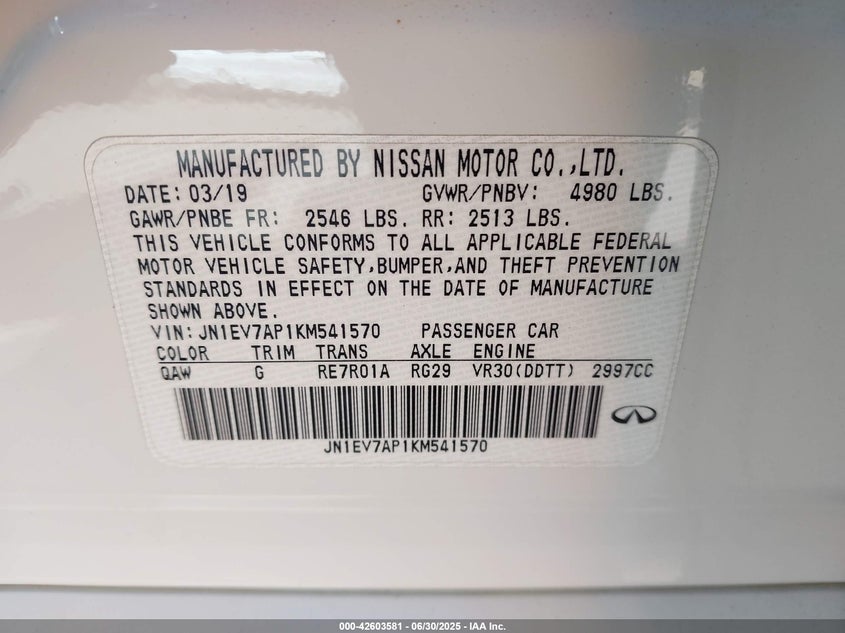 MANUFACTURED BY NISSAN MOTOR CO.,LTD.
DATE: 03/19 GVWR/PNBV: 4980 LBS.
GAWR/PNBE FR: 2546 LBS. RR: 2513 LBS.
THIS VEHICLE CONFORMS TO ALL APPLICABLE FEDERAL
MOTOR VEHICLE SAFETY,BUMPER,AND THEFT PREVENTION
STANDARDS IN EFFECT ON THE DATE OF MANUFACTURE
SHOWN ABOVE.
VIN: JN1EV7AP1KM541570 PASSENGER CAR
COLOR TRIM TRANS AXLE ENGINE
QAW G RE7R01A RG29 VR30(DDTT) 2997CC
JN1EV7AP1KM541570
000-42603581 - 06/30/2025 - IAA Inc.